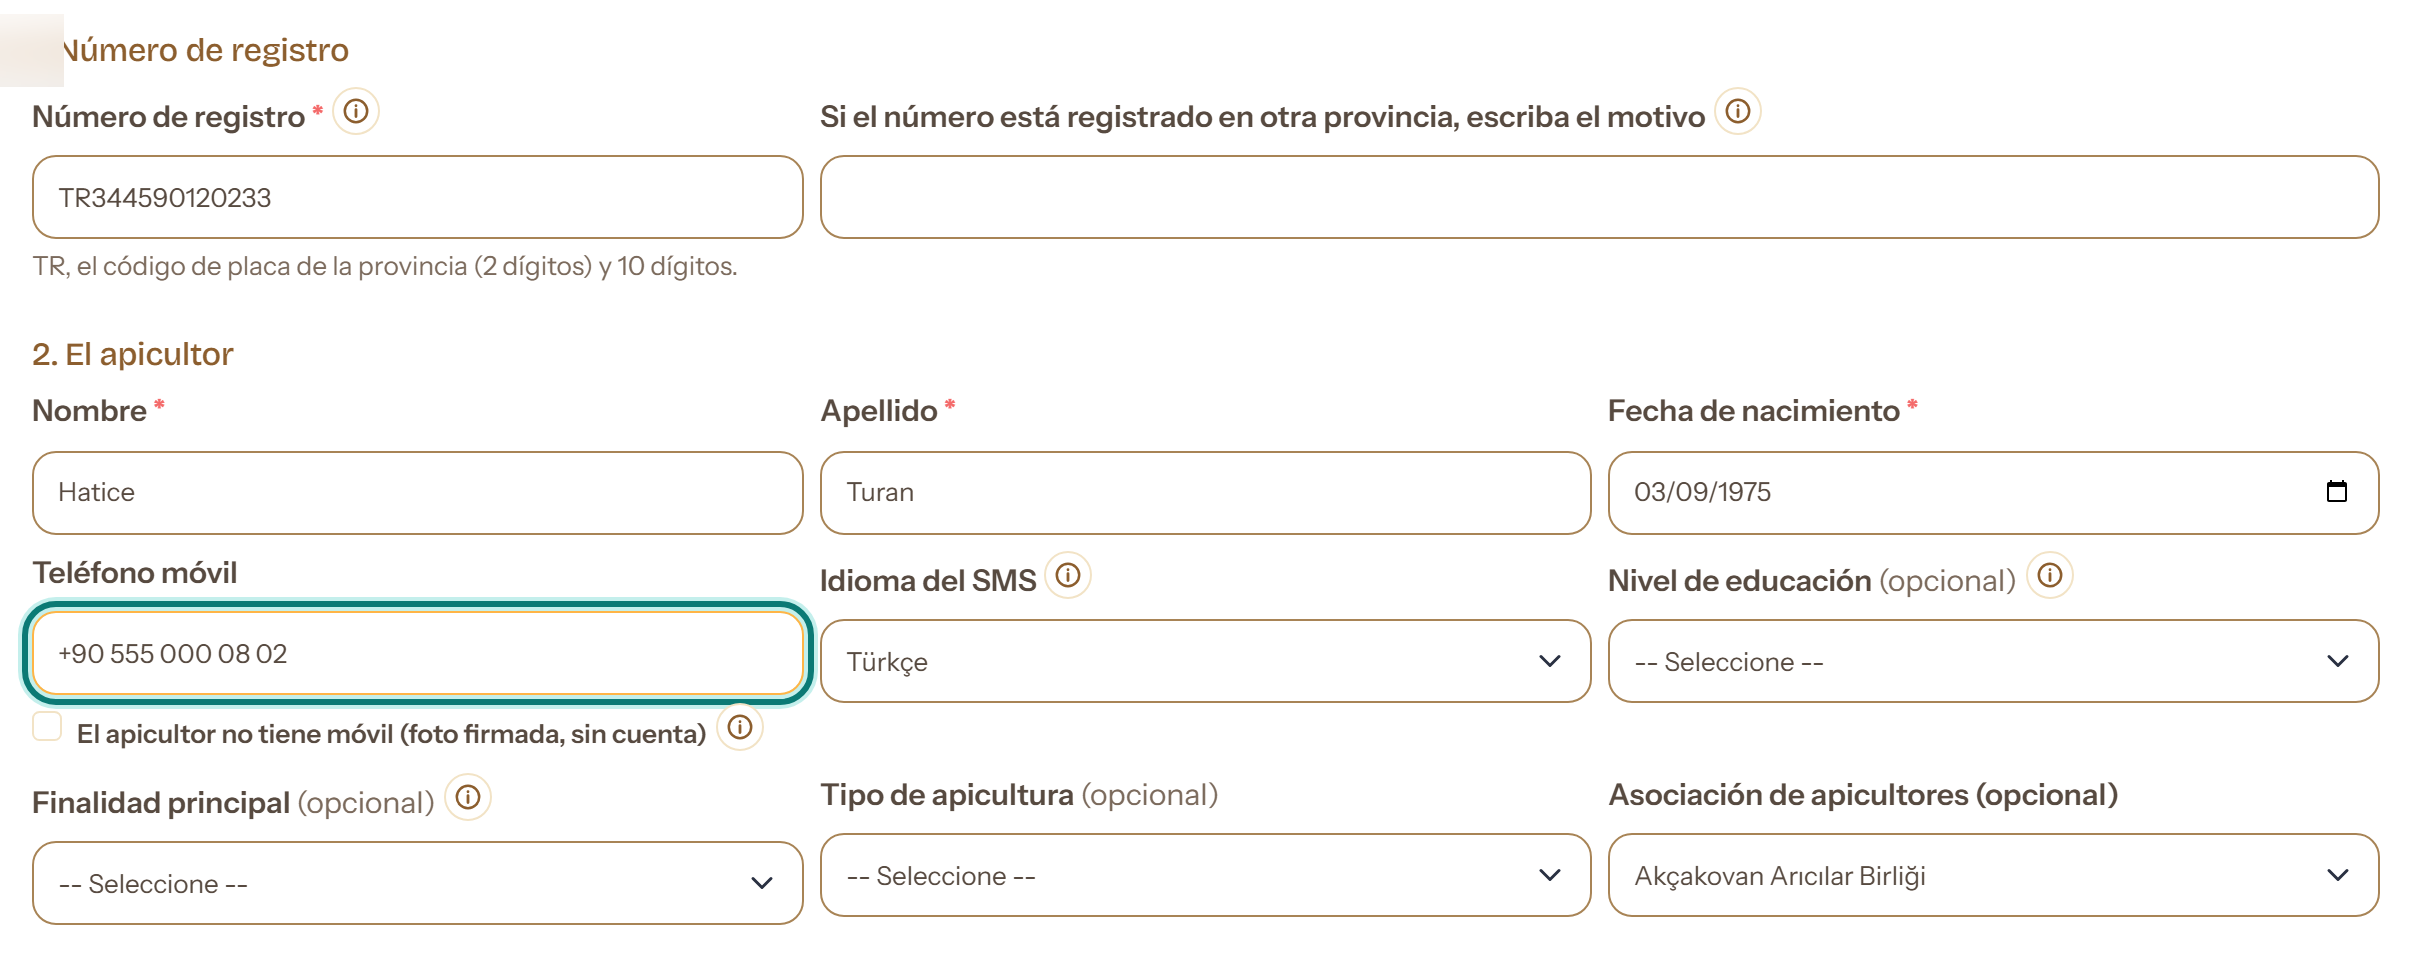 Número de registro
Número de registro *
Si el número está registrado en otra provincia, escriba el motivo
TR344590120233
TR, el código de placa de la provincia (2 dígitos) y 10 dígitos.
2. El apicultor
Nombre *
Apellido *
Fecha de nacimiento *
Hatice
Turan
03/09/1975
Teléfono móvil
Idioma del SMS
Nivel de educación (opcional)
+90 555 000 08 02
Türkçe
-- Seleccione --
El apicultor no tiene móvil (foto firmada, sin cuenta)
Finalidad principal (opcional)
Tipo de apicultura (opcional)
Asociación de apicultores (opcional)
-- Seleccione --
-- Seleccione --
Akçakovan Arıcılar Birliği